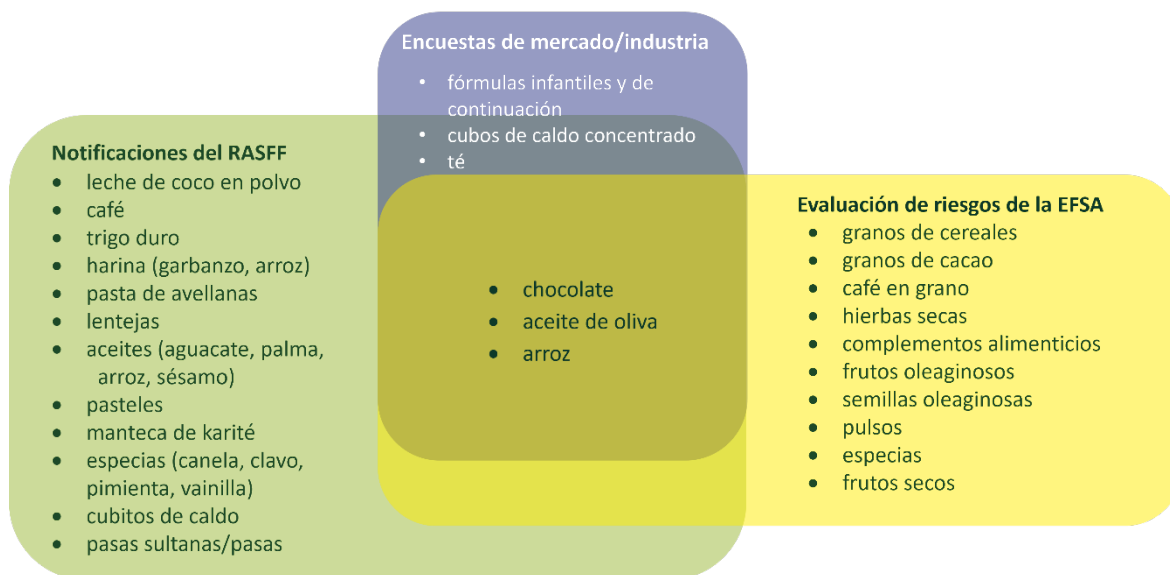 Encuestas de mercado/industria
• fórmulas infantiles y de
continuación
• cubos de caldo concentrado
• té
Notificaciones del RASFF
• leche de coco en polvo
• café
• trigo duro
• harina (garbanzo, arroz)
• pasta de avellanas
• lentejas
• aceites (aguacate, palma,
arroz, sésamo)
• pasteles
• manteca de karité
• especias (canela, clavo,
pimienta, vainilla)
• cubitos de caldo
• pasas sultanas/pasas
• chocolate
• aceite de oliva
• arroz
Evaluación de riesgos de la EFSA
• granos de cereales
• granos de cacao
• café en grano
• hierbas secas
• complementos alimenticios
• frutos oleaginosos
• semillas oleaginosas
• pulsos
• especias
• frutos secos